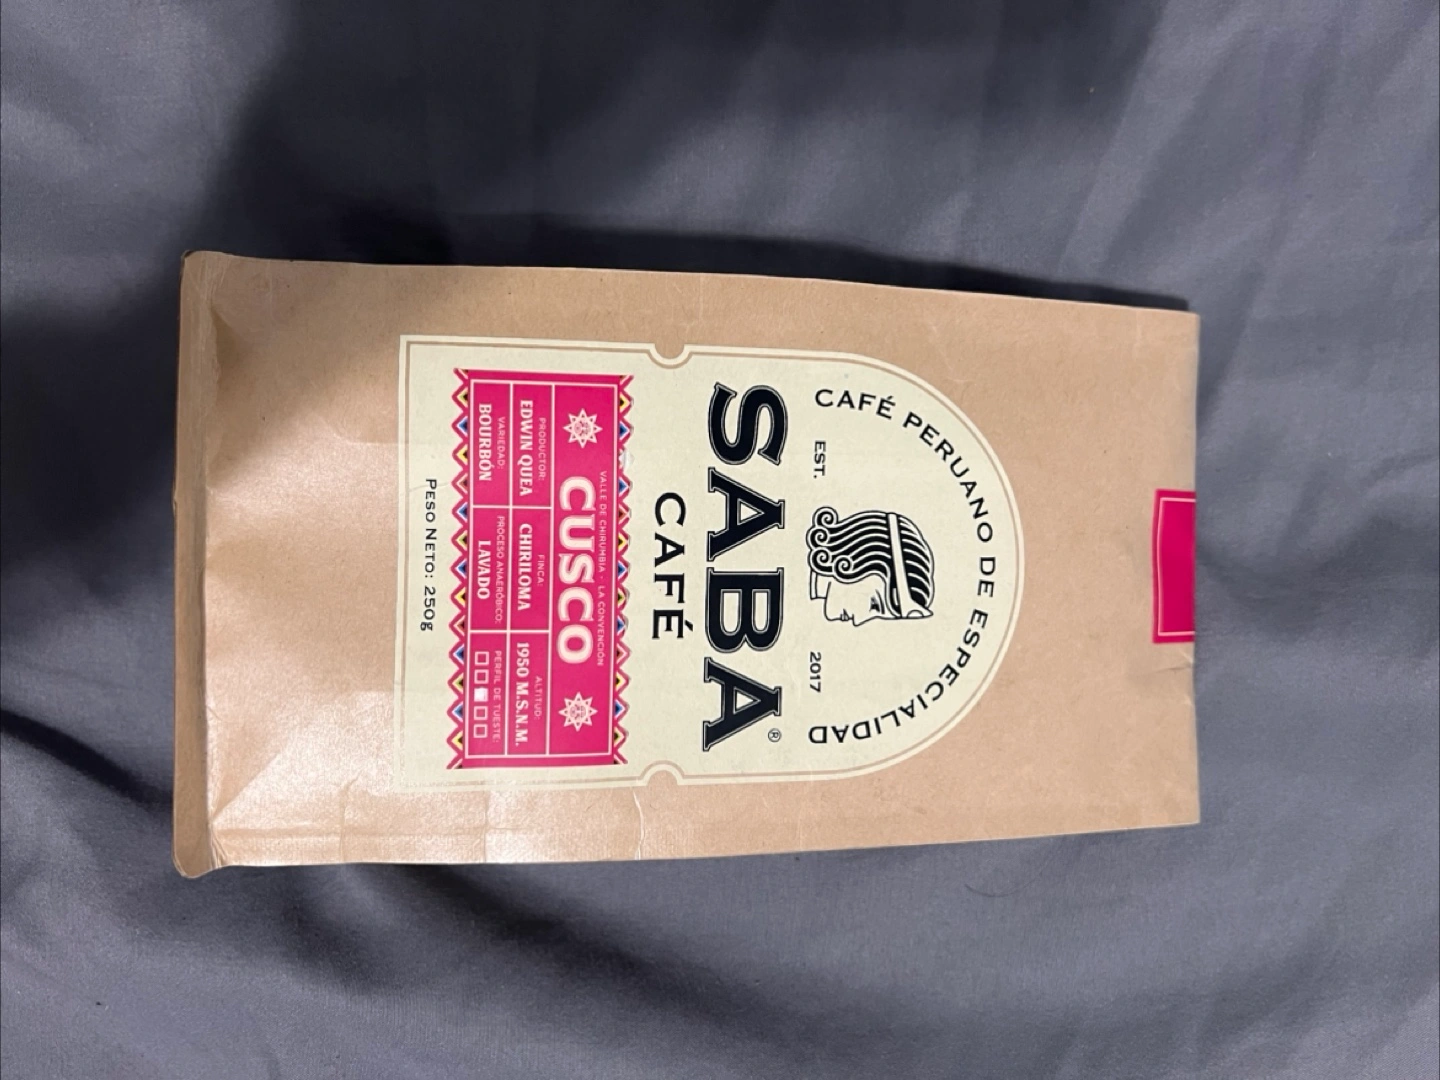 CAFÉ PERUANO DE ESPECIALIDAD
EST. 2017
SABA®
CAFÉ
VALLE DE CHIRUMBIA - LA CONVENCIÓN
CUSCO
PRODUCTOR: FINCA: ALTITUD:
EDWIN QUEA CHIRILOMA 1950 M.S.N.M.
VARIEDAD: PROCESO ANAERÓBICO: PERFIL DE TUESTE:
BOURBÓN LAVADO
PESO NETO: 250g